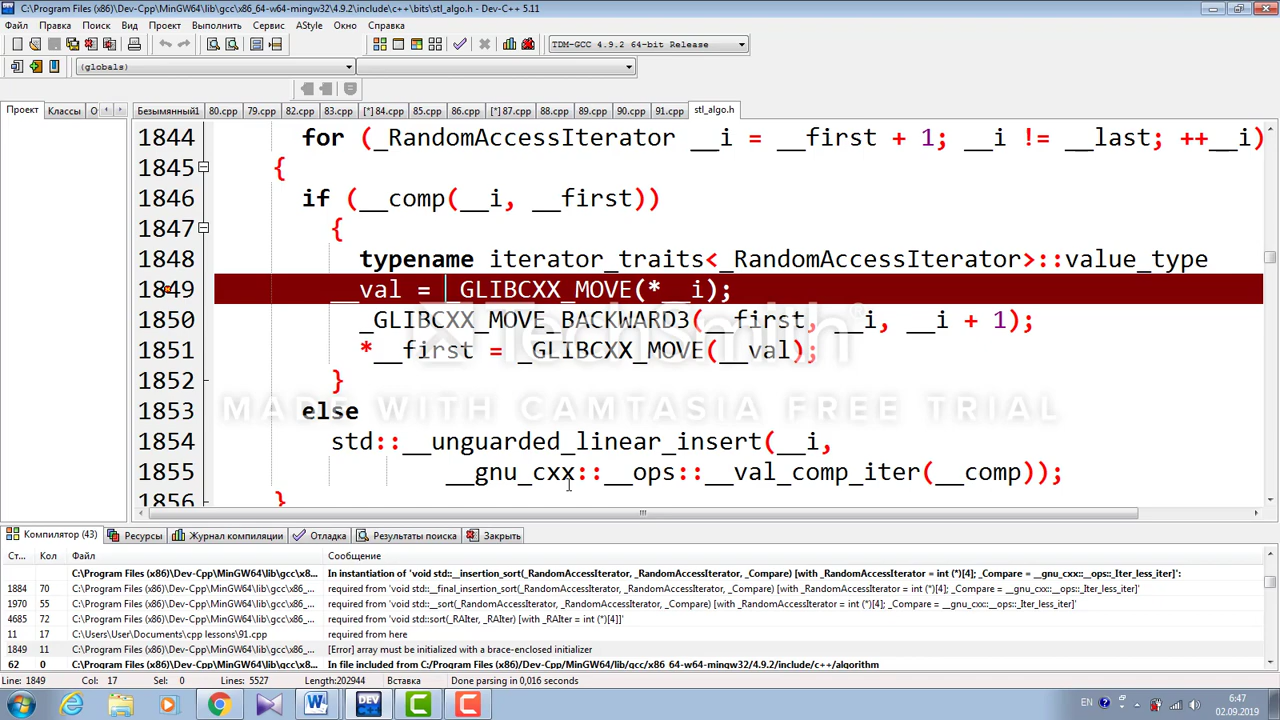 C:\Program Files (x86)\Dev-Cpp\MinGW64\lib\gcc\x86_64-w64-mingw32\4.9.2\include\c++\bits\stl_algo.h - Dev-C++ 5.11
Файл Правка Поиск Вид Проект Выполнить Сервис AStyle Окно Справка
TDM-GCC 4.9.2 64-bit Release
(globals)
Проект Классы О Безымянный1 80.cpp 79.cpp 82.cpp 83.cpp [*] 84.cpp 85.cpp 86.cpp [*] 87.cpp 88.cpp 89.cpp 90.cpp 91.cpp stl_algo.h
1844 for (_RandomAccessIterator __i = __first + 1; __i != __last; ++__i)
1845 {
1846 if (__comp(__i, __first))
1847 {
1848 typename iterator_traits<_RandomAccessIterator>::value_type
1849 __val = _GLIBCXX_MOVE(*__i);
1850 _GLIBCXX_MOVE_BACKWARD3(__first, __i, __i + 1);
1851 *__first = _GLIBCXX_MOVE(__val);
1852 }
1853 else
1854 std::__unguarded_linear_insert(__i,
1855 __gnu_cxx::__ops::__val_comp_iter(__comp));
1856 }
TechSmith®
MADE WITH CAMTASIA FREE TRIAL
Компилятор (43) Ресурсы Журнал компиляции Отладка Результаты поиска Закрыть
Ст... Кол Файл Сообщение
C:\Program Files (x86)\Dev-Cpp\MinGW64\lib\gcc\x8... In instantiation of 'void std::__insertion_sort(_RandomAccessIterator, _RandomAccessIterator, _Compare) [with _RandomAccessIterator = int (*)[4]; _Compare = __gnu_cxx::__ops::_Iter_less_iter]':
1884 70 C:\Program Files (x86)\Dev-Cpp\MinGW64\lib\gcc\x86_... required from 'void std::__final_insertion_sort(_RandomAccessIterator, _RandomAccessIterator, _Compare) [with _RandomAccessIterator = int (*)[4]; _Compare = __gnu_cxx::__ops::_Iter_less_iter]'
1970 55 C:\Program Files (x86)\Dev-Cpp\MinGW64\lib\gcc\x86_... required from 'void std::__sort(_RandomAccessIterator, _RandomAccessIterator, _Compare) [with _RandomAccessIterator = int (*)[4]; _Compare = __gnu_cxx::__ops::_Iter_less_iter]'
4685 72 C:\Program Files (x86)\Dev-Cpp\MinGW64\lib\gcc\x86_... required from 'void std::sort(_RAIter, _RAIter) [with _RAIter = int (*)[4]]'
11 17 C:\Users\User\Documents\cpp lessons\91.cpp required from here
1849 11 C:\Program Files (x86)\Dev-Cpp\MinGW64\lib\gcc\x86_... [Error] array must be initialized with a brace-enclosed initializer
62 0 C:\Program Files (x86)\Dev-Cpp\MinGW64\lib\gcc\x8... In file included from C:/Program Files (x86)/Dev-Cpp/MinGW64/lib/gcc/x86_64-w64-mingw32/4.9.2/include/c++/algorithm
Line: 1849 Col: 17 Sel: 0 Lines: 5527 Length: 202944 Вставка Done parsing in 0,016 seconds
EN 6:47
02.09.2019